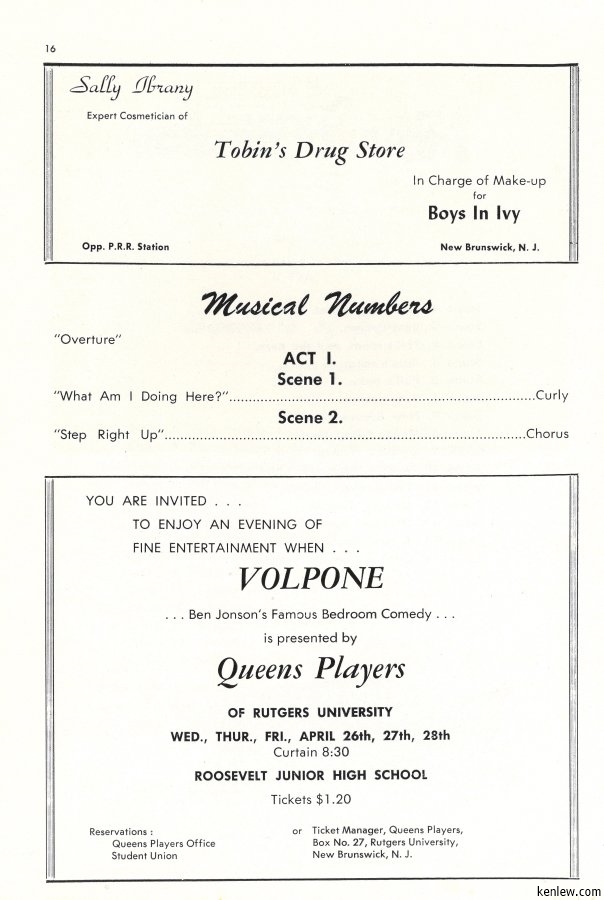 16
Sally Ibrany
Expert Cosmetician of
Tobin's Drug Store
In Charge of Make-up
for
Boys In Ivy
Opp. P.R.R. Station
New Brunswick, N. J.
Musical Numbers
"Overture"
ACT I.
Scene 1.
"What Am I Doing Here?"........................................................Curly
Scene 2.
"Step Right Up"..................................................................Chorus
YOU ARE INVITED . . .
TO ENJOY AN EVENING OF
FINE ENTERTAINMENT WHEN . . .
VOLPONE
. . . Ben Jonson's Famous Bedroom Comedy . . .
is presented by
Queens Players
OF RUTGERS UNIVERSITY
WED., THUR., FRI., APRIL 26th, 27th, 28th
Curtain 8:30
ROOSEVELT JUNIOR HIGH SCHOOL
Tickets $1.20
Reservations :
Queens Players Office
Student Union
or Ticket Manager, Queens Players,
Box No. 27, Rutgers University,
New Brunswick, N. J.
kenlew.com